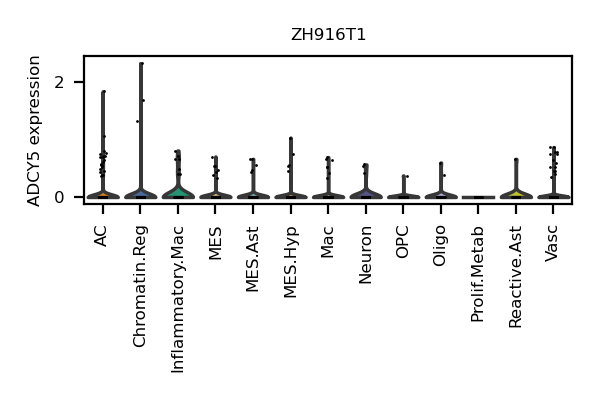 ZH916T1
ADCY5 expression
2
0
AC
Chromatin.Reg
Inflammatory.Mac
MES
MES.Ast
MES.Hyp
Mac
Neuron
OPC
Oligo
Prolif.Metab
Reactive.Ast
Vasc